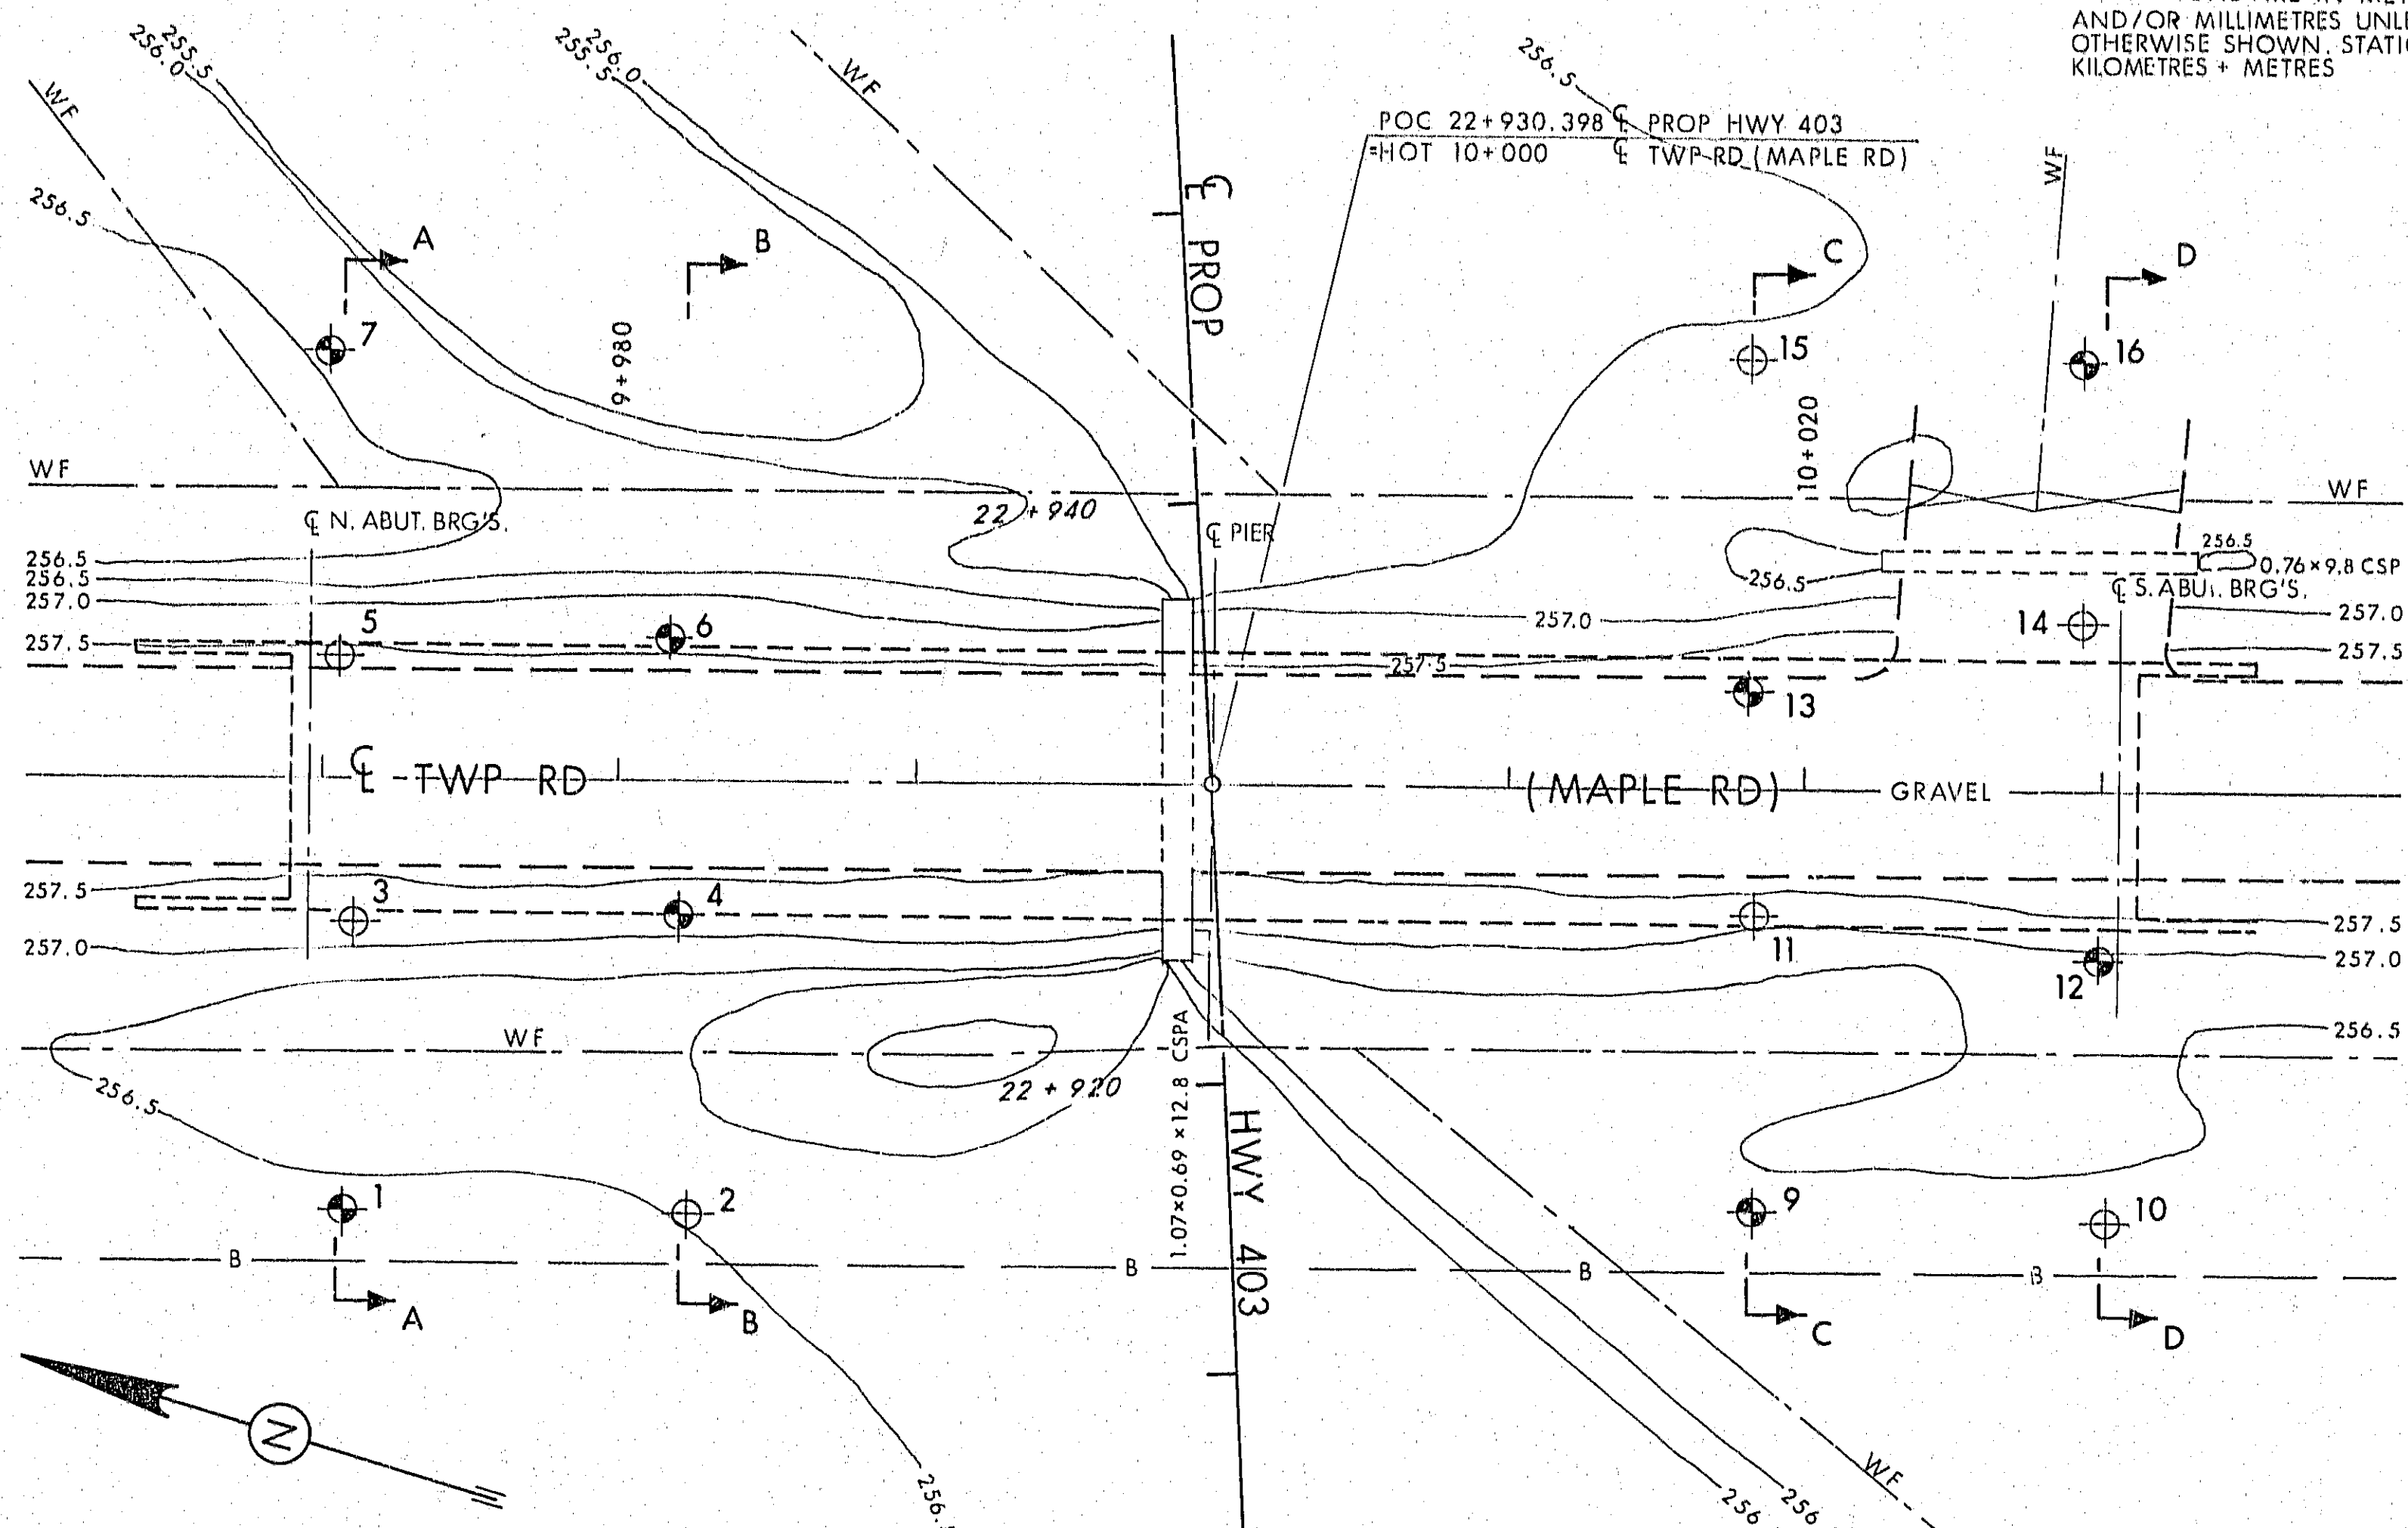 AND/OR MILLIMETRES
OTHERWISE SHOWN.
KILOMETRES + METRES
256.0
255.5
WF
256.5
255.5
256.0
WF
256.5
POC 22+930.398 ℄ PROP HWY 403
=HOT 10+000 ℄ TWP RD (MAPLE RD)
WF
A
B
℄ PROP
C
D
7
9+980
15
16
10+020
WF
WF
℄ N. ABUT. BRG'S.
22 + 940
℄ PIER
256.5
256.5
257.0
257.5
5
6
257.0
257.5
256.5
256.5
0.76×9.8 CSP
℄ S. ABUT. BRG'S.
14
257.0
257.5
13
℄ TWP RD
(MAPLE RD)
GRAVEL
257.5
257.0
3
4
11
12
257.5
257.0
256.5
WF
256.5
22 + 920
1.07×0.69×12.8 CSPA
HWY 403
1
2
9
10
B
B
B
B
A
B
C
D
N
256.
256
256
WF